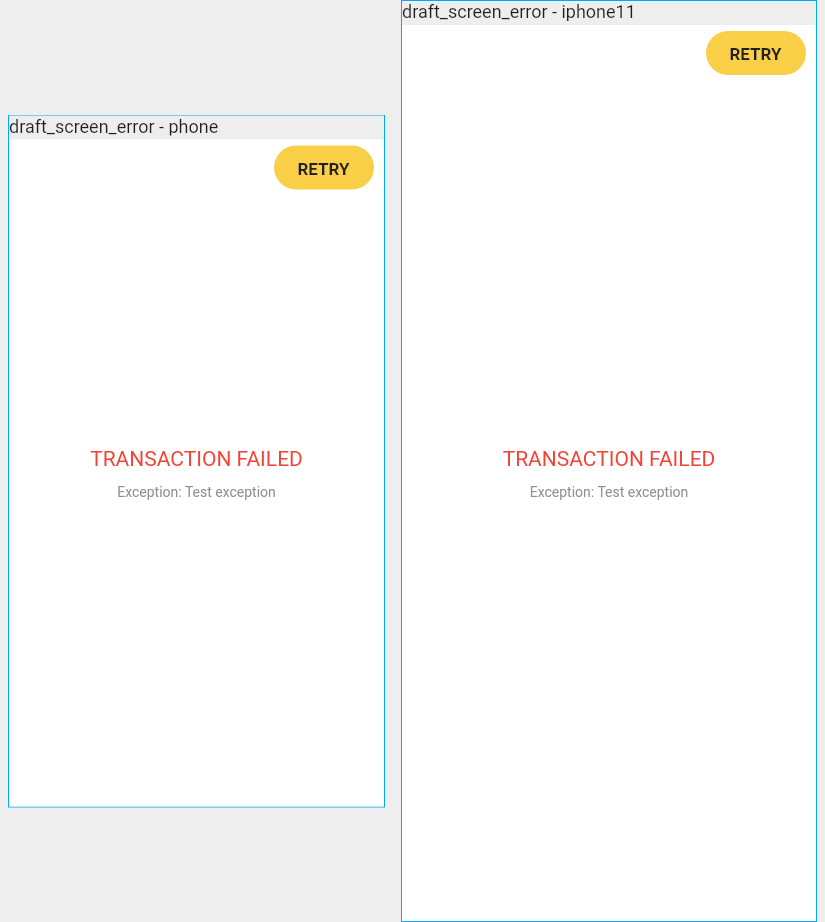 draft_screen_error - phone
RETRY
TRANSACTION FAILED
Exception: Test exception
draft_screen_error - iphone11
RETRY
TRANSACTION FAILED
Exception: Test exception